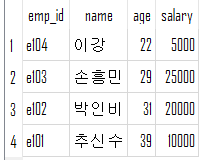 emp_id name age salary
1 e104 이강 22 5000
2 e103 손흥민 29 25000
3 e102 박인비 31 20000
4 e101 추신수 39 10000